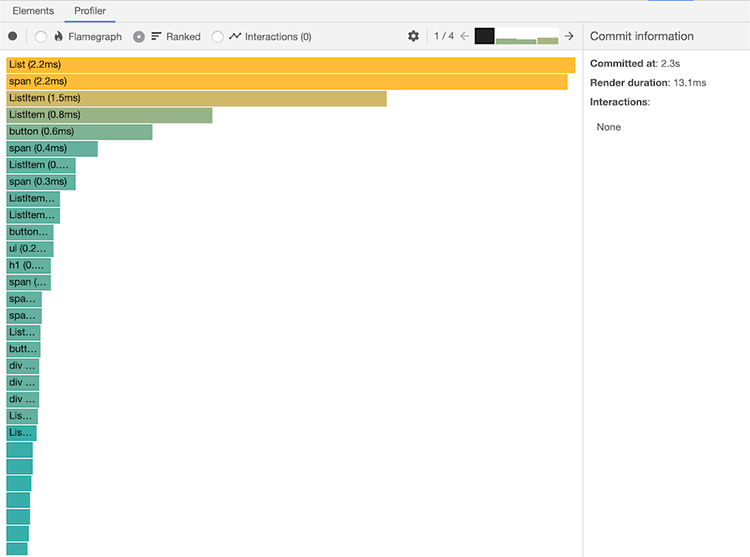 Elements Profiler
Flamegraph Ranked Interactions (0) 1 / 4 Commit information
Committed at: 2.3s
Render duration: 13.1ms
Interactions:
None
List (2.2ms)
span (2.2ms)
ListItem (1.5ms)
ListItem (0.8ms)
button (0.6ms)
span (0.4ms)
ListItem (0.…
span (0.3ms)
ListItem…
ListItem…
button…
ul (0.2…
h1 (0.…
span (…
spa…
spa…
List…
butt…
div …
div …
div …
Lis…
Lis…